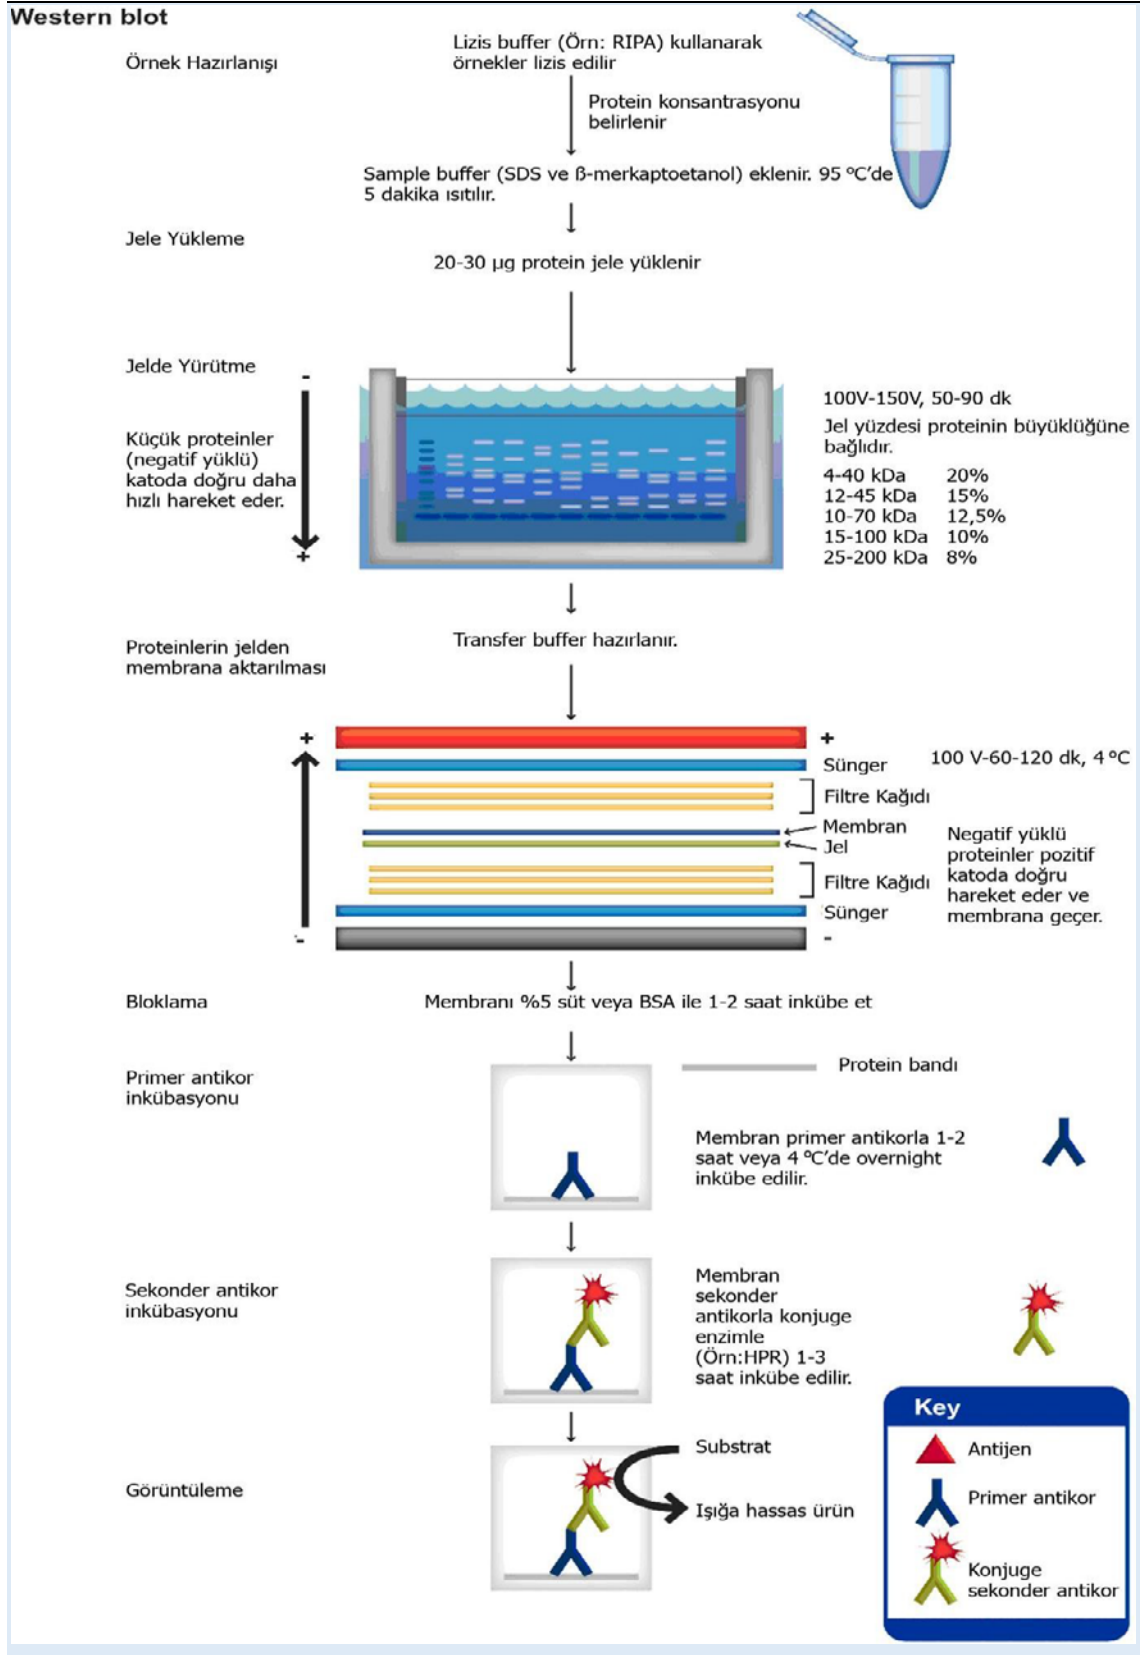 Western blot
Örnek Hazırlanışı
Lizis buffer (Örn: RIPA) kullanarak
örnekler lizis edilir
Protein konsantrasyonu
belirlenir
Sample buffer (SDS ve ß-merkaptoetanol) eklenir. 95 ºC'de
5 dakika ısıtılır.
Jele Yükleme
20-30 µg protein jele yüklenir
Jelde Yürütme
-
Küçük proteinler
(negatif yüklü)
katoda doğru daha
hızlı hareket eder.
+
100V-150V, 50-90 dk
Jel yüzdesi proteinin büyüklüğüne
bağlıdır.
4-40 kDa 20%
12-45 kDa 15%
10-70 kDa 12,5%
15-100 kDa 10%
25-200 kDa 8%
Proteinlerin jelden
membrana aktarılması
Transfer buffer hazırlanır.
+ +
Sünger
100 V-60-120 dk, 4 ºC
Filtre Kağıdı
Membran
Jel
Filtre Kağıdı
Sünger
- -
Negatif yüklü
proteinler pozitif
katoda doğru
hareket eder ve
membrana geçer.
Bloklama
Membranı %5 süt veya BSA ile 1-2 saat inkübe et
Primer antikor
inkübasyonu
Protein bandı
Membran primer antikorla 1-2
saat veya 4 ºC'de overnight
inkübe edilir.
Sekonder antikor
inkübasyonu
Membran
sekonder
antikorla konjuge
enzimle
(Örn:HPR) 1-3
saat inkübe edilir.
Görüntüleme
Substrat
Işığa hassas ürün
Key
Antijen
Primer antikor
Konjuge
sekonder antikor